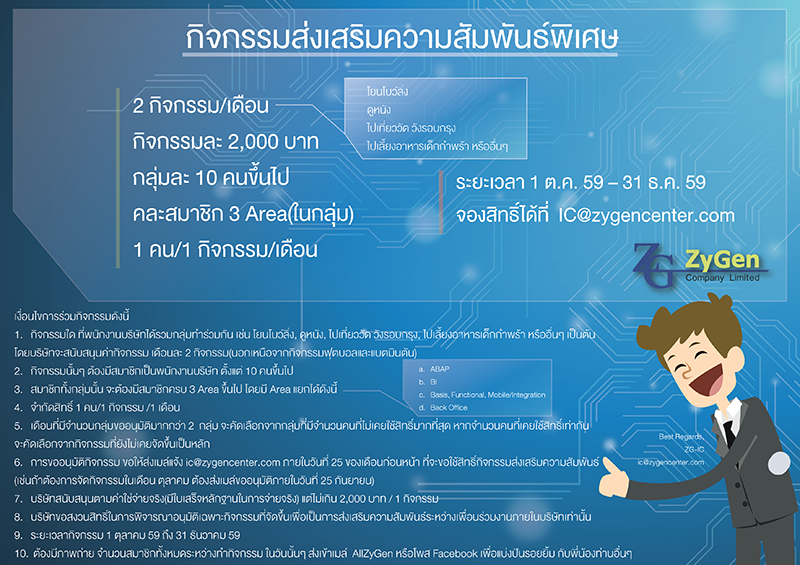 กิจกรรมส่งเสริมความสัมพันธ์พิเศษ
2 กิจกรรม/เดือน
กิจกรรมละ 2,000 บาท
กลุ่มละ 10 คนขึ้นไป
คละสมาชิก 3 Area(ในกลุ่ม)
1 คน/1 กิจกรรม/เดือน
โยนโบว์ลิ่ง
ดูหนัง
ไปเที่ยววัด วังรอบกรุง
ไปเลี้ยงอาหารเด็กกำพร้า หรืออื่นๆ
ระยะเวลา 1 ต.ค. 59 – 31 ธ.ค. 59
จองสิทธิ์ได้ที่ IC@zygencenter.com
ZG ZyGen
Company Limited
เงื่อนไขการร่วมกิจกรรมดังนี้
1. กิจกรรมใด ที่พนักงานบริษัทได้รวมกลุ่มทำร่วมกัน เช่น โยนโบว์ลิ่ง, ดูหนัง, ไปเที่ยววัด วังรอบกรุง, ไปเลี้ยงอาหารเด็กกำพร้า หรืออื่นๆ เป็นต้น
โดยบริษัทจะสนับสนุนค่ากิจกรรม เดือนละ 2 กิจกรรม(นอกเหนือจากกิจกรรมฟุตบอลและแบดมินตัน)
2. กิจกรรมนั้นๆ ต้องมีสมาชิกเป็นพนักงานบริษัท ตั้งแต่ 10 คนขึ้นไป
3. สมาชิกทั้งกลุ่มนั้น จะต้องมีสมาชิกครบ 3 Area ขึ้นไป โดยมี Area แยกได้ดังนี้
a. ABAP
b. BI
c. Basis, Functional, Mobile/Integration
d. Back Office
4. จำกัดสิทธิ์ 1 คน/1 กิจกรรม /1 เดือน
5. เดือนที่มีจำนวนกลุ่มขออนุมัติมากกว่า 2 กลุ่ม จะคัดเลือกจากกลุ่มที่มีจำนวนคนที่ไม่เคยใช้สิทธิ์มากที่สุด หากจำนวนคนที่เคยใช้สิทธิ์เท่ากัน
จะคัดเลือกจากกิจกรรมที่ยังไม่เคยจัดขึ้นเป็นหลัก
6. การขออนุมัติกิจกรรม ขอให้ส่งเมล์แจ้ง ic@zygencenter.com ภายในวันที่ 25 ของเดือนก่อนหน้า ที่จะขอใช้สิทธิ์กิจกรรมส่งเสริมความสัมพันธ์
(เช่นถ้าต้องการจัดกิจกรรมในเดือน ตุลาคม ต้องส่งเมล์ขออนุมัติภายในวันที่ 25 กันยายน)
7. บริษัทสนับสนุนตามค่าใช้จ่ายจริง(มีใบเสร็จหลักฐานในการจ่ายจริง) แต่ไม่เกิน 2,000 บาท / 1 กิจกรรม
8. บริษัทขอสงวนสิทธิ์ในการพิจารณาอนุมัติเฉพาะกิจกรรมที่จัดขึ้นเพื่อเป็นการส่งเสริมความสัมพันธ์ระหว่างเพื่อนร่วมงานภายในบริษัทเท่านั้น
9. ระยะเวลากิจกรรม 1 ตุลาคม 59 ถึง 31 ธันวาคม 59
10. ต้องมีภาพถ่าย จำนวนสมาชิกทั้งหมดระหว่างทำกิจกรรม ในวันนั้นๆ ส่งเข้าเมล์ AllZyGen หรือโพส Facebook เพื่อแบ่งปันรอยยิ้ม กับพี่น้องท่านอื่นๆ
Best Regards,
ZG-IC
ic@zygencenter.com